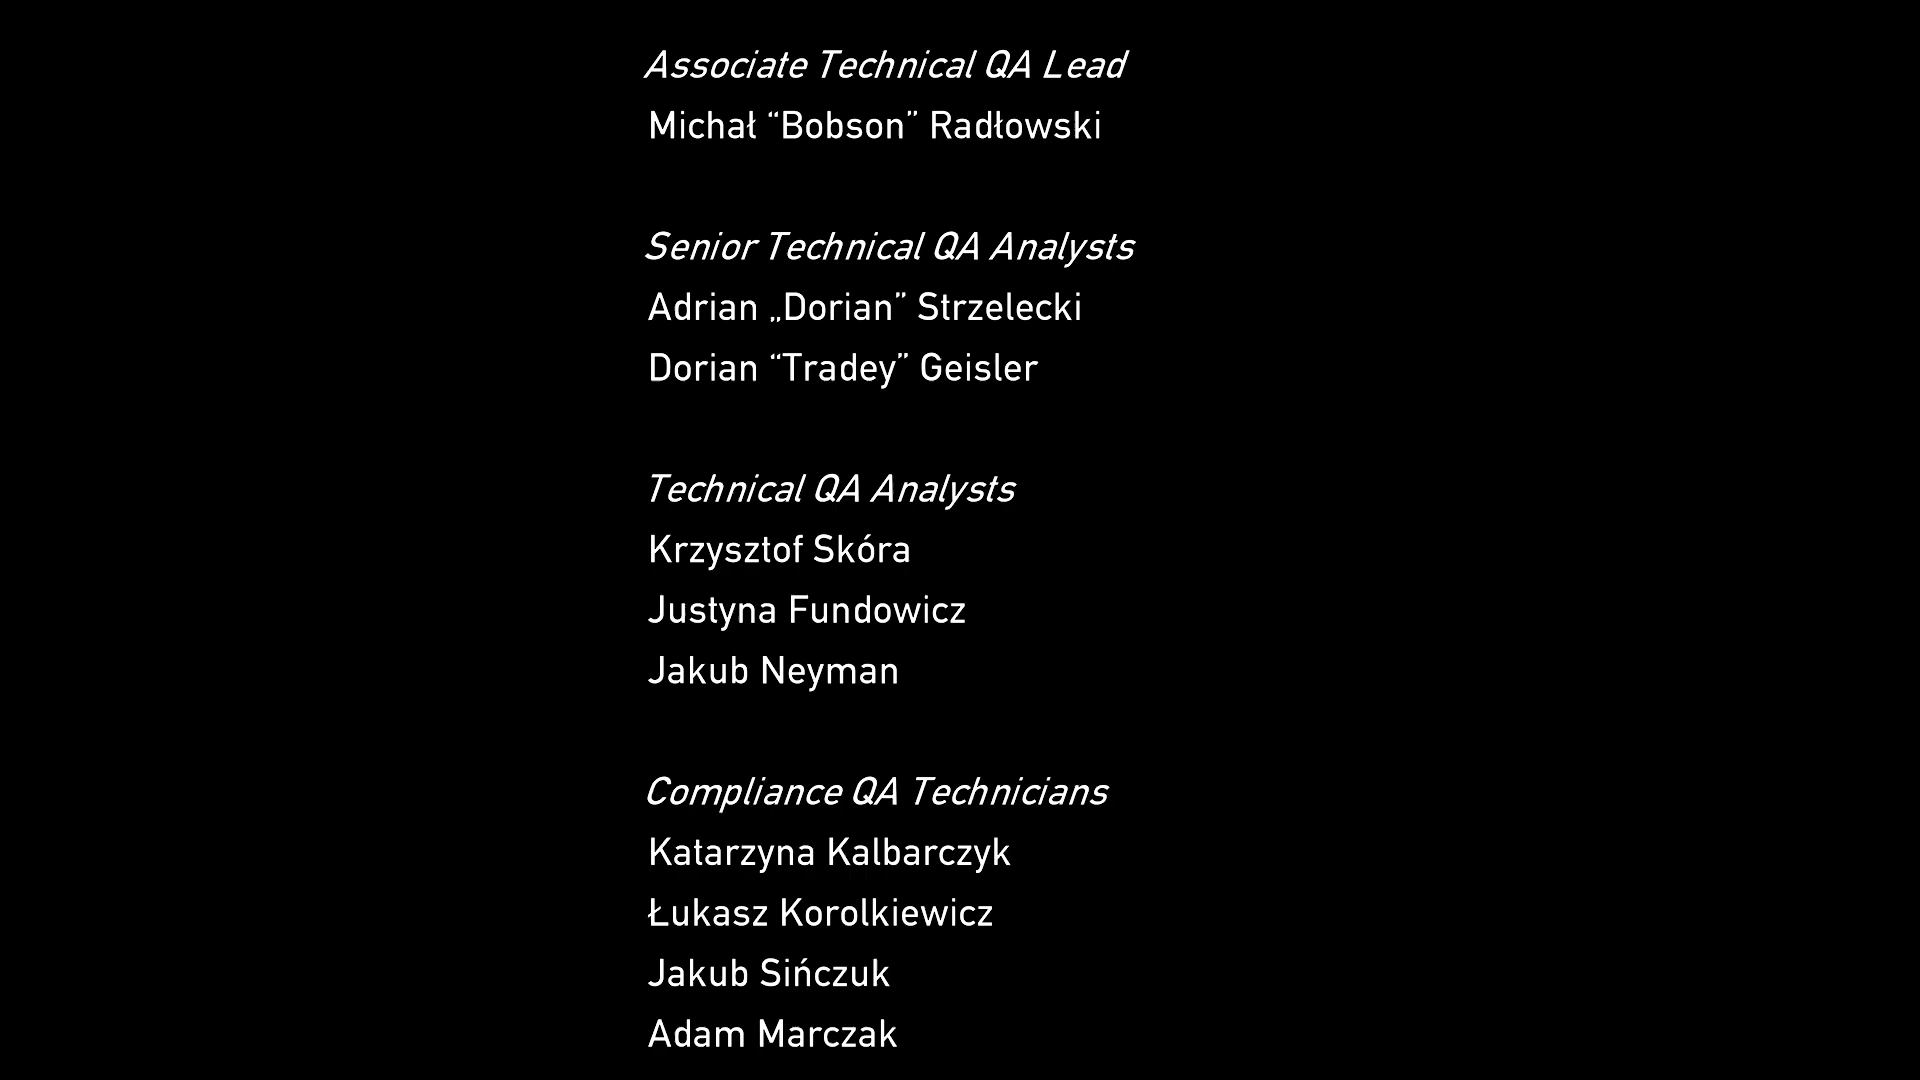 Associate Technical QA Lead
Michał “Bobson” Radłowski
Senior Technical QA Analysts
Adrian „Dorian” Strzelecki
Dorian “Tradey” Geisler
Technical QA Analysts
Krzysztof Skóra
Justyna Fundowicz
Jakub Neyman
Compliance QA Technicians
Katarzyna Kalbarczyk
Łukasz Korolkiewicz
Jakub Sińczuk
Adam Marczak